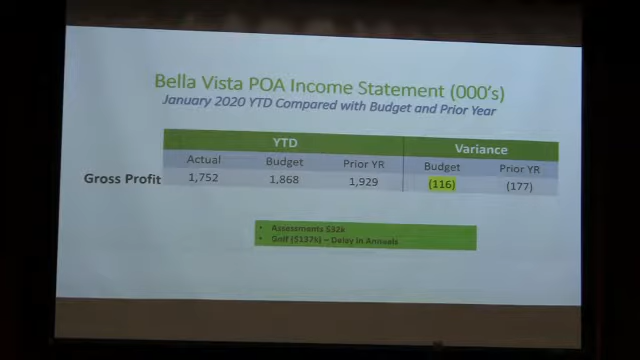 Bella Vista POA Income Statement (000's)
January 2020 YTD Compared with Budget and Prior Year
YTD Variance
Actual Budget Prior YR Budget Prior YR
Gross Profit 1,752 1,868 1,929 (116) (177)
• Assessments $32k
• Golf ($137k) – Delay in Annuals